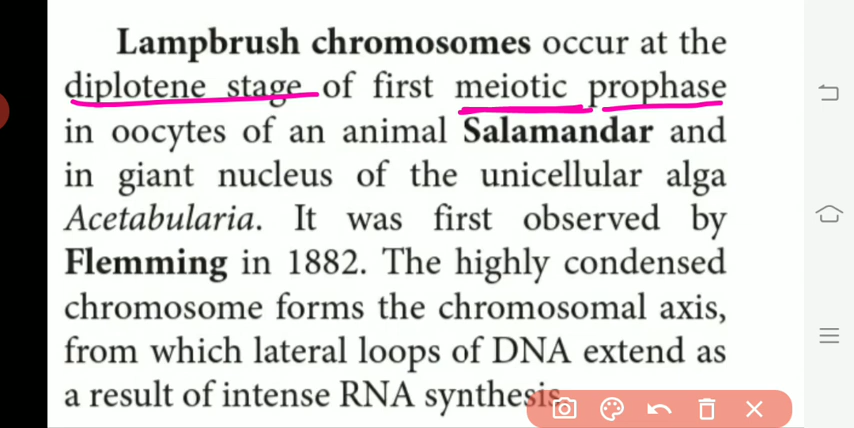 Lampbrush chromosomes occur at the
diplotene stage of first meiotic prophase
in oocytes of an animal Salamandar and
in giant nucleus of the unicellular alga
Acetabularia. It was first observed by
Flemming in 1882. The highly condensed
chromosome forms the chromosomal axis,
from which lateral loops of DNA extend as
a result of intense RNA synthesis.